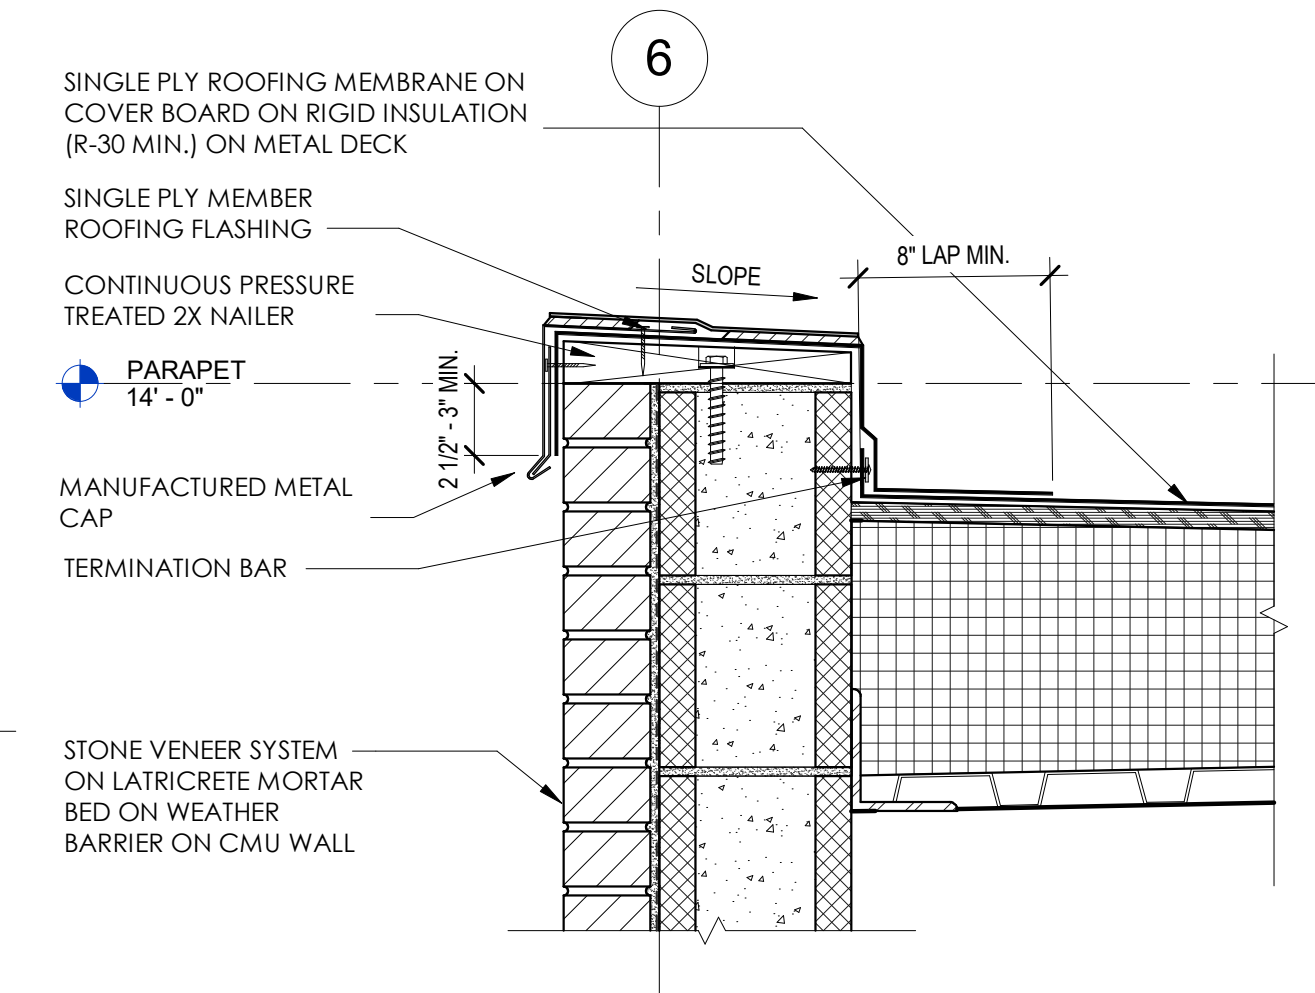 6
SINGLE PLY ROOFING MEMBRANE ON
COVER BOARD ON RIGID INSULATION
(R-30 MIN.) ON METAL DECK
SINGLE PLY MEMBER
ROOFING FLASHING
8" LAP MIN.
SLOPE
CONTINUOUS PRESSURE
TREATED 2X NAILER
PARAPET
14' - 0"
2 1/2" - 3" MIN.
MANUFACTURED METAL
CAP
TERMINATION BAR
STONE VENEER SYSTEM
ON LATRICRETE MORTAR
BED ON WEATHER
BARRIER ON CMU WALL